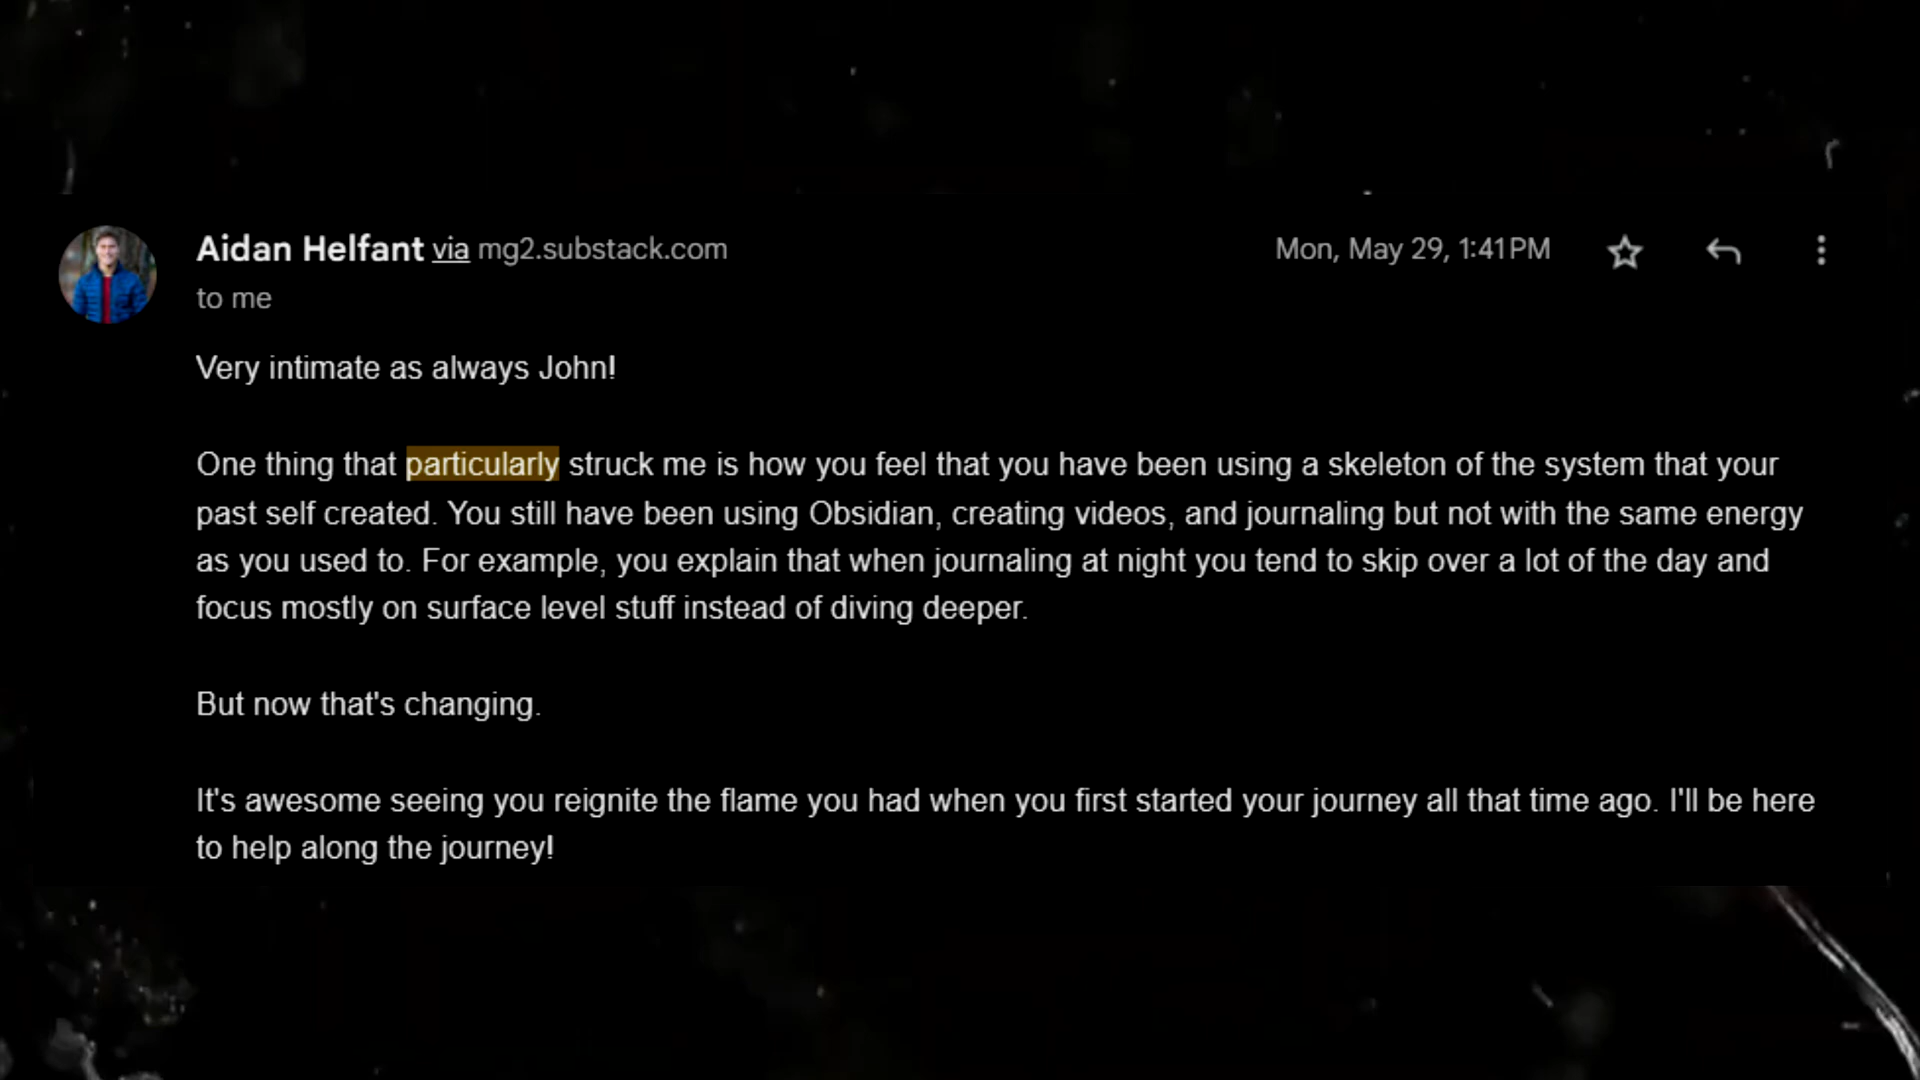 Aidan Helfant via mg2.substack.com
Mon, May 29, 1:41 PM
to me
Very intimate as always John!
One thing that particularly struck me is how you feel that you have been using a skeleton of the system that your
past self created. You still have been using Obsidian, creating videos, and journaling but not with the same energy
as you used to. For example, you explain that when journaling at night you tend to skip over a lot of the day and
focus mostly on surface level stuff instead of diving deeper.
But now that's changing.
It's awesome seeing you reignite the flame you had when you first started your journey all that time ago. I'll be here
to help along the journey!